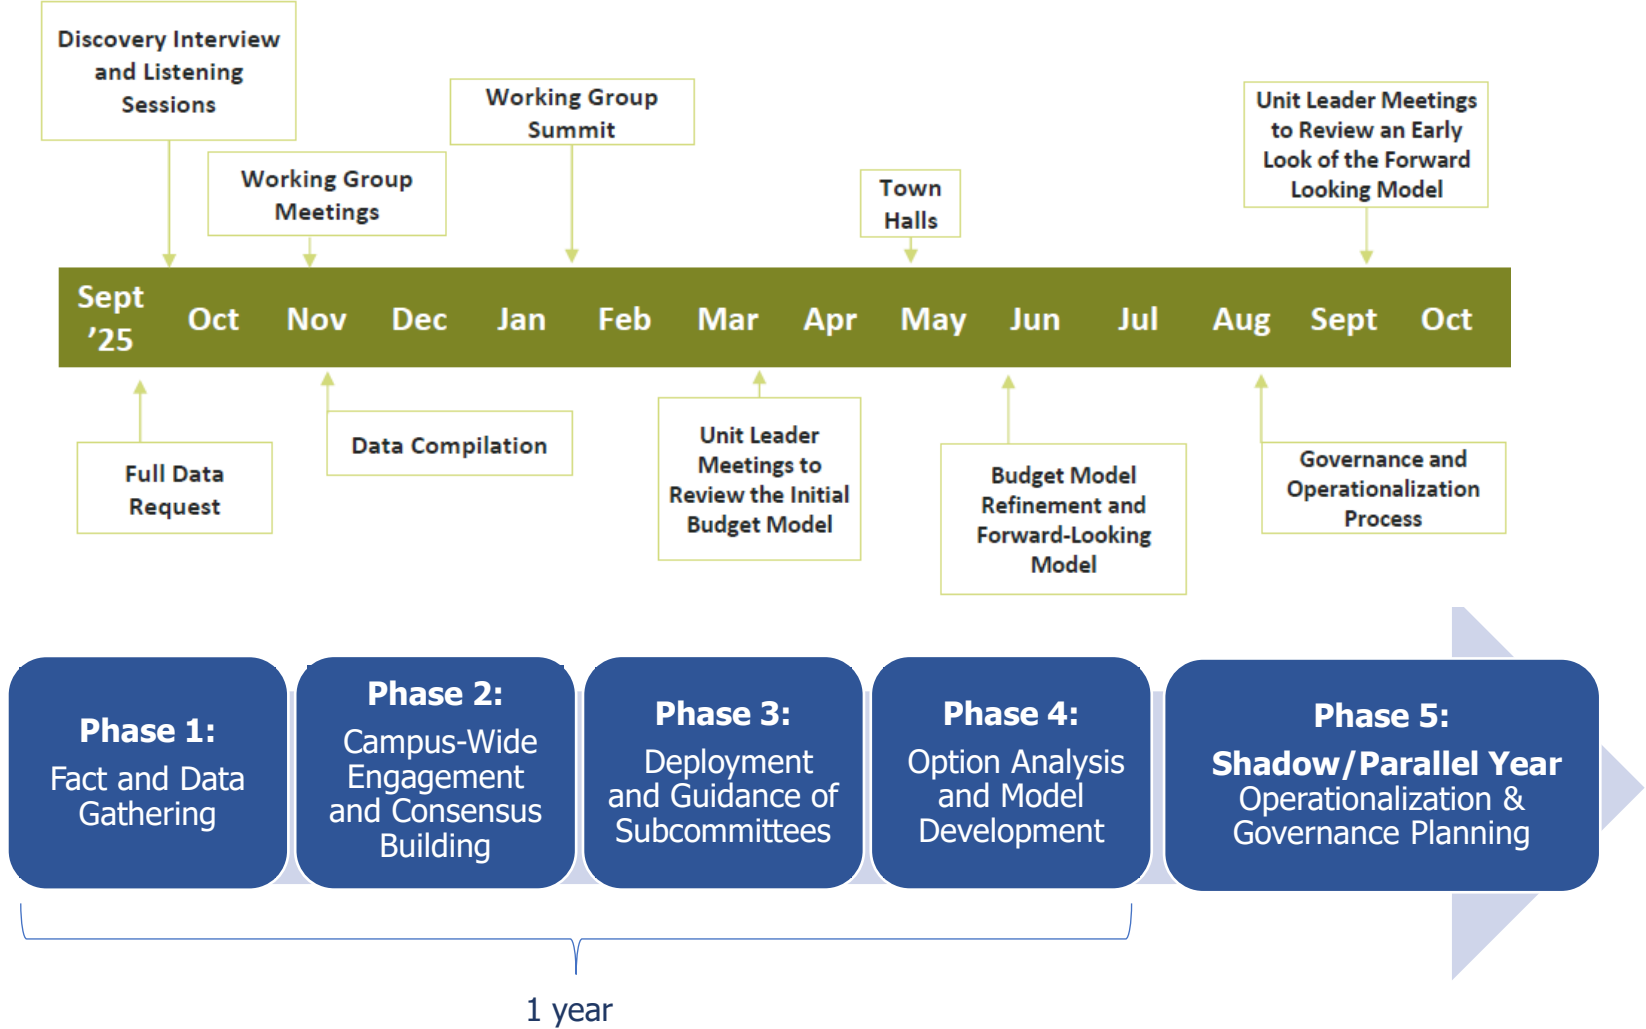 Discovery Interview
and Listening
Sessions
Working Group
Meetings
Working Group
Summit
Town
Halls
Unit Leader Meetings
to Review an Early
Look of the Forward
Looking Model
Sept
’25
Oct
Nov
Dec
Jan
Feb
Mar
Apr
May
Jun
Jul
Aug
Sept
Oct
Full Data
Request
Data Compilation
Unit Leader
Meetings to
Review the Initial
Budget Model
Budget Model
Refinement and
Forward-Looking
Model
Governance and
Operationalization
Process
Phase 1:
Fact and Data
Gathering
Phase 2:
Campus-Wide
Engagement
and Consensus
Building
Phase 3:
Deployment
and Guidance of
Subcommittees
Phase 4:
Option Analysis
and Model
Development
Phase 5:
Shadow/Parallel Year
Operationalization &
Governance Planning
1 year